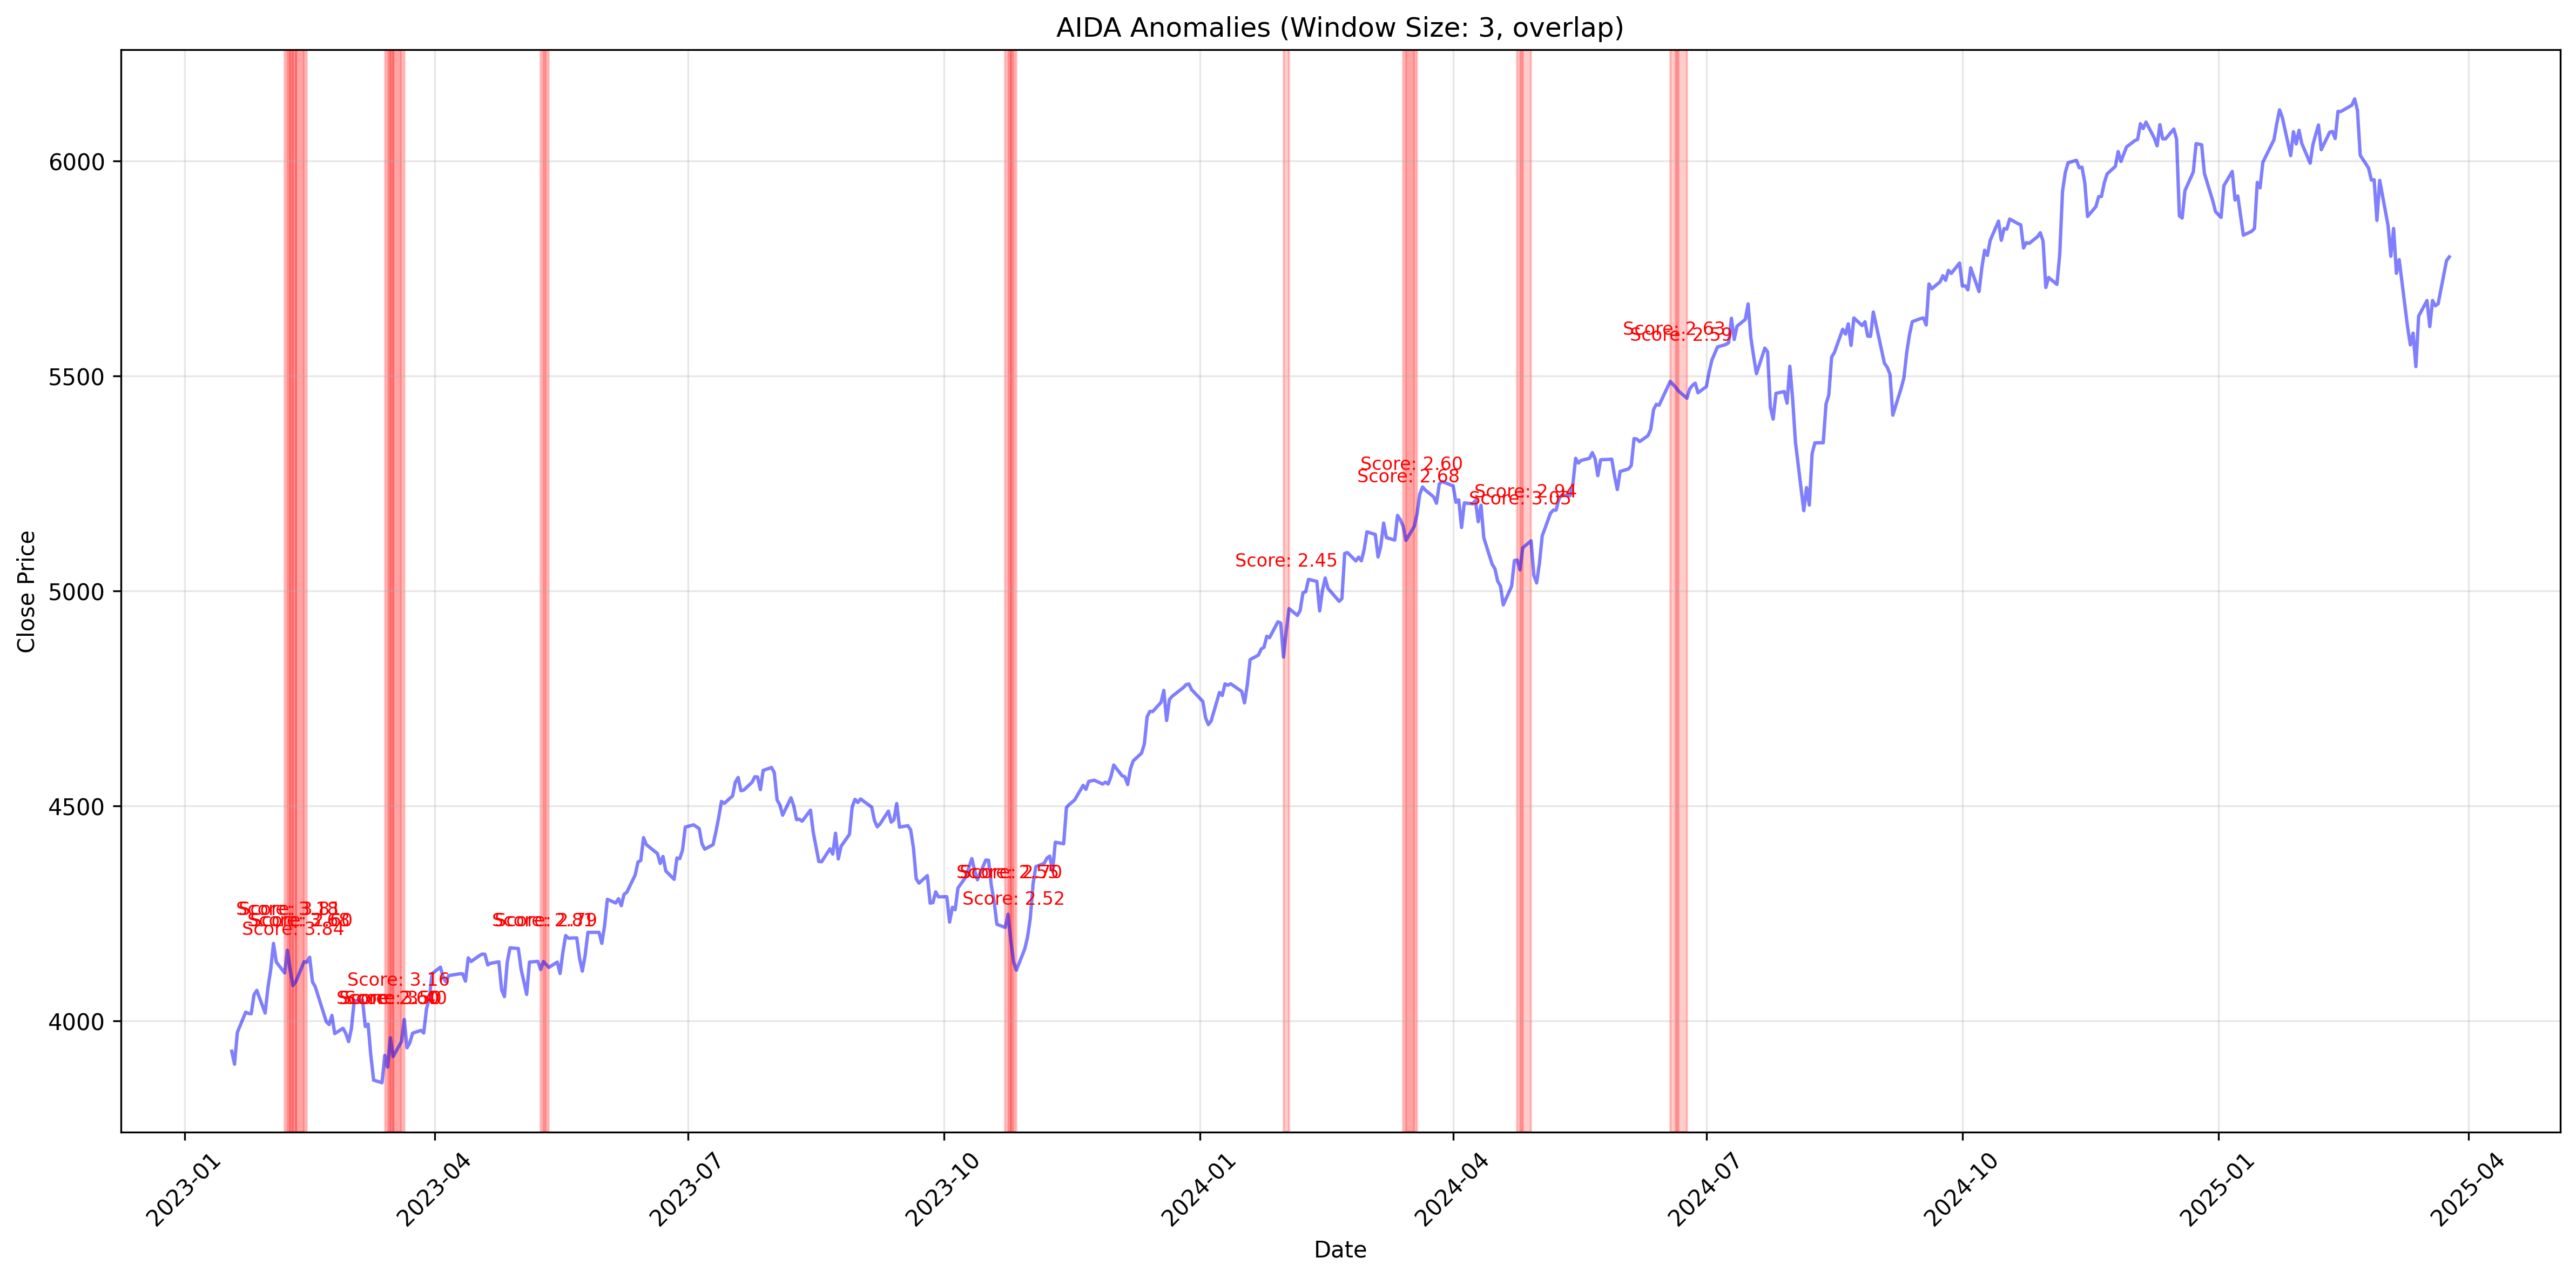 AIDA Anomalies (Window Size: 3, overlap)
Close Price
6000
5500
5000
4500
4000
Score: 3.84
Score: 3.16
Score: 2.52
Score: 2.45
Score: 2.60
Score: 2.68
Score: 2.94
Score: 3.05
Score: 2.63
Score: 2.59
2023-01
2023-04
2023-07
2023-10
2024-01
2024-04
2024-07
2024-10
2025-01
2025-04
Date